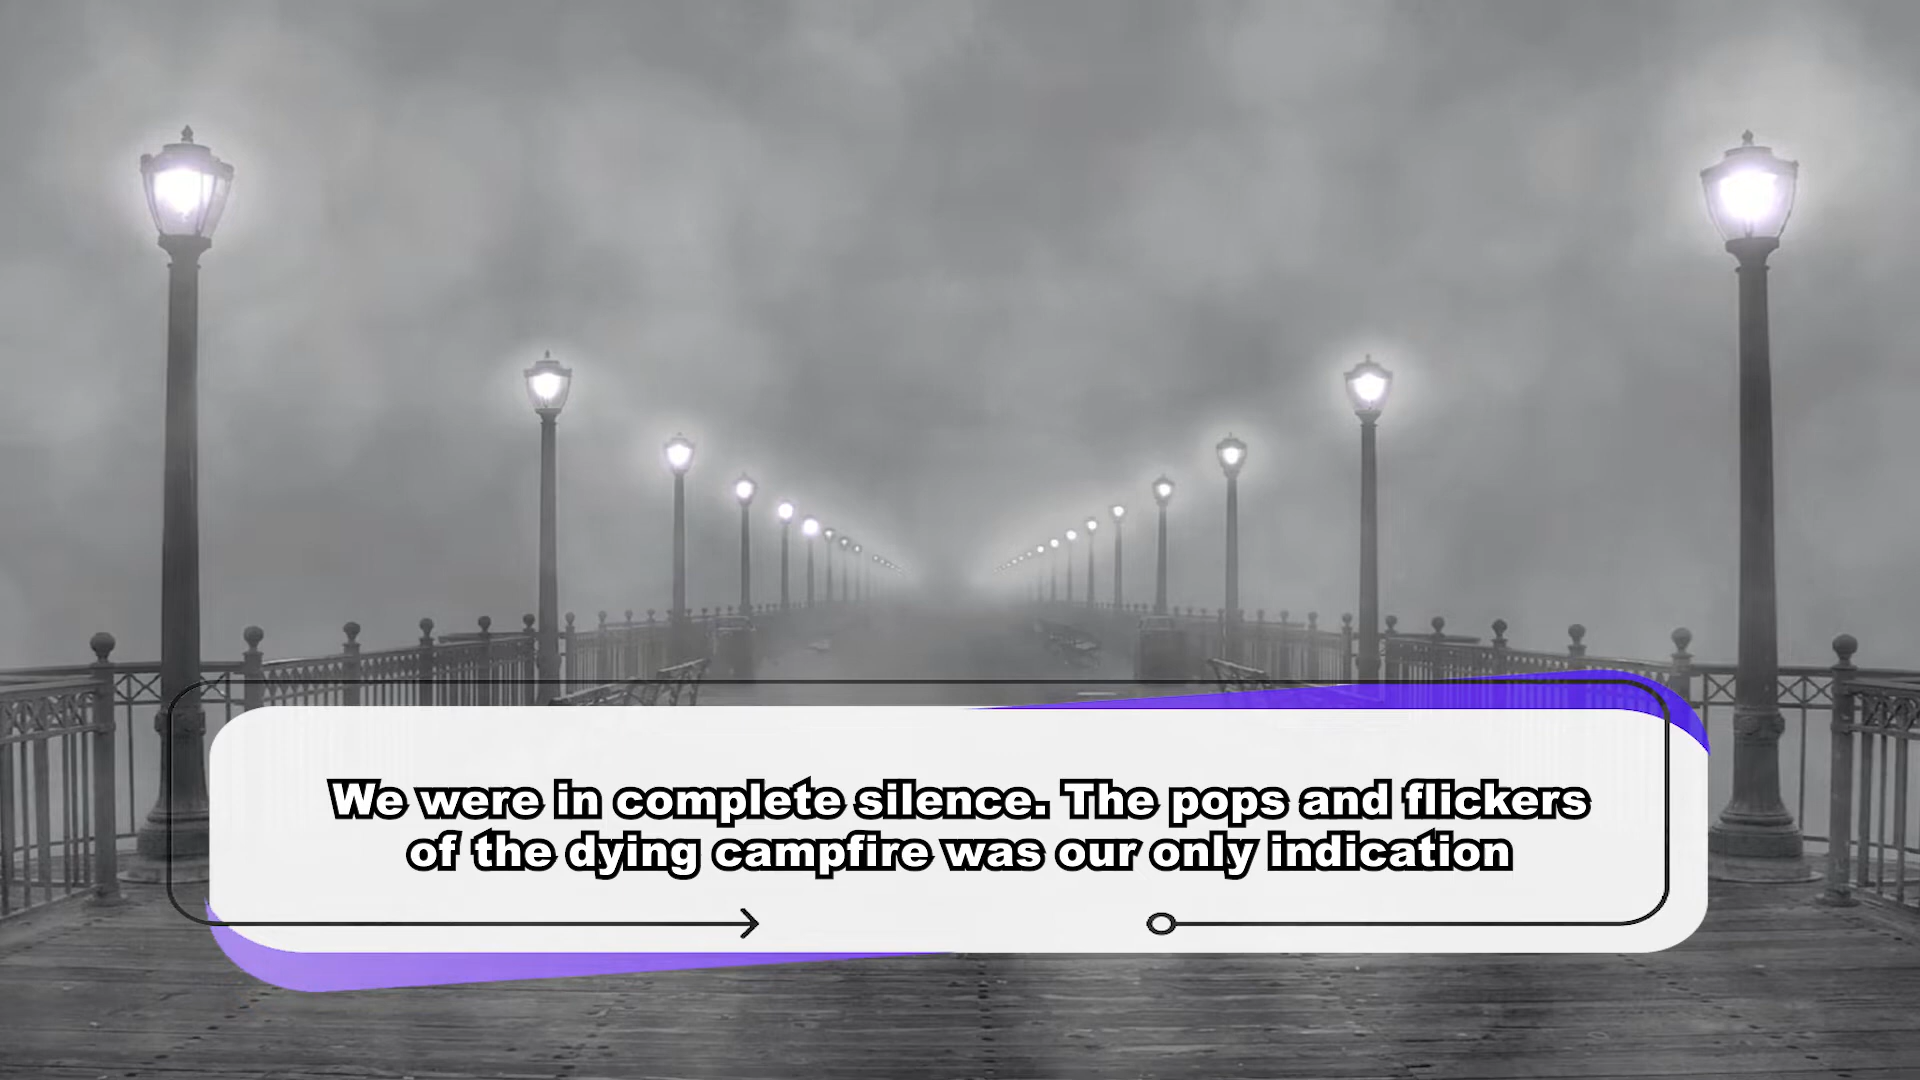 We were in complete silence. The pops and flickers
of the dying campfire was our only indication